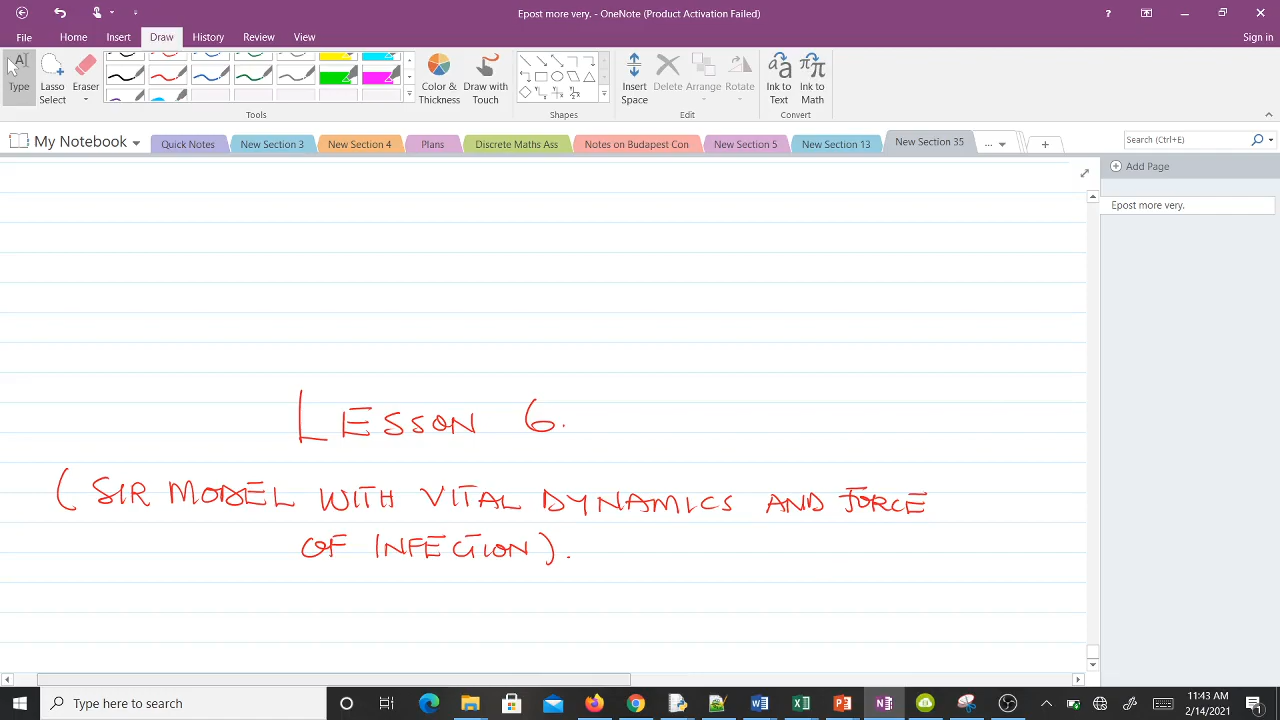 Epost more very. - OneNote (Product Activation Failed)
File Home Insert Draw History Review View
Sign in
Type
Lasso Select
Eraser
Color & Thickness
Draw with Touch
Insert Space
Delete Arrange Rotate
Ink to Text
Ink to Math
Tools Shapes Edit Convert
My Notebook Quick Notes New Section 3 New Section 4 Plans Discrete Maths Ass Notes on Budapest Con New Section 5 New Section 13 New Section 35 ...
Search (Ctrl+E)
Add Page
Epost more very.
LESSON 6.
(SIR MODEL WITH VITAL DYNAMICS AND FORCE
OF INFECTION).
Type here to search
11:43 AM
2/14/2021